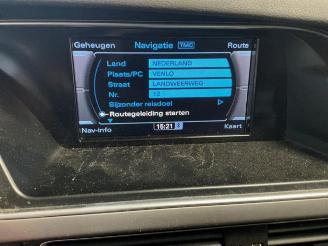 Geheugen Navigatie TMC Route
Land NEDERLAND
Plaats/PC VENLO
Straat LANDWEERWEG
Nr. 12
Bijzonder reisdoel
Routegeleiding starten
Nav-info 15:21 Kaart